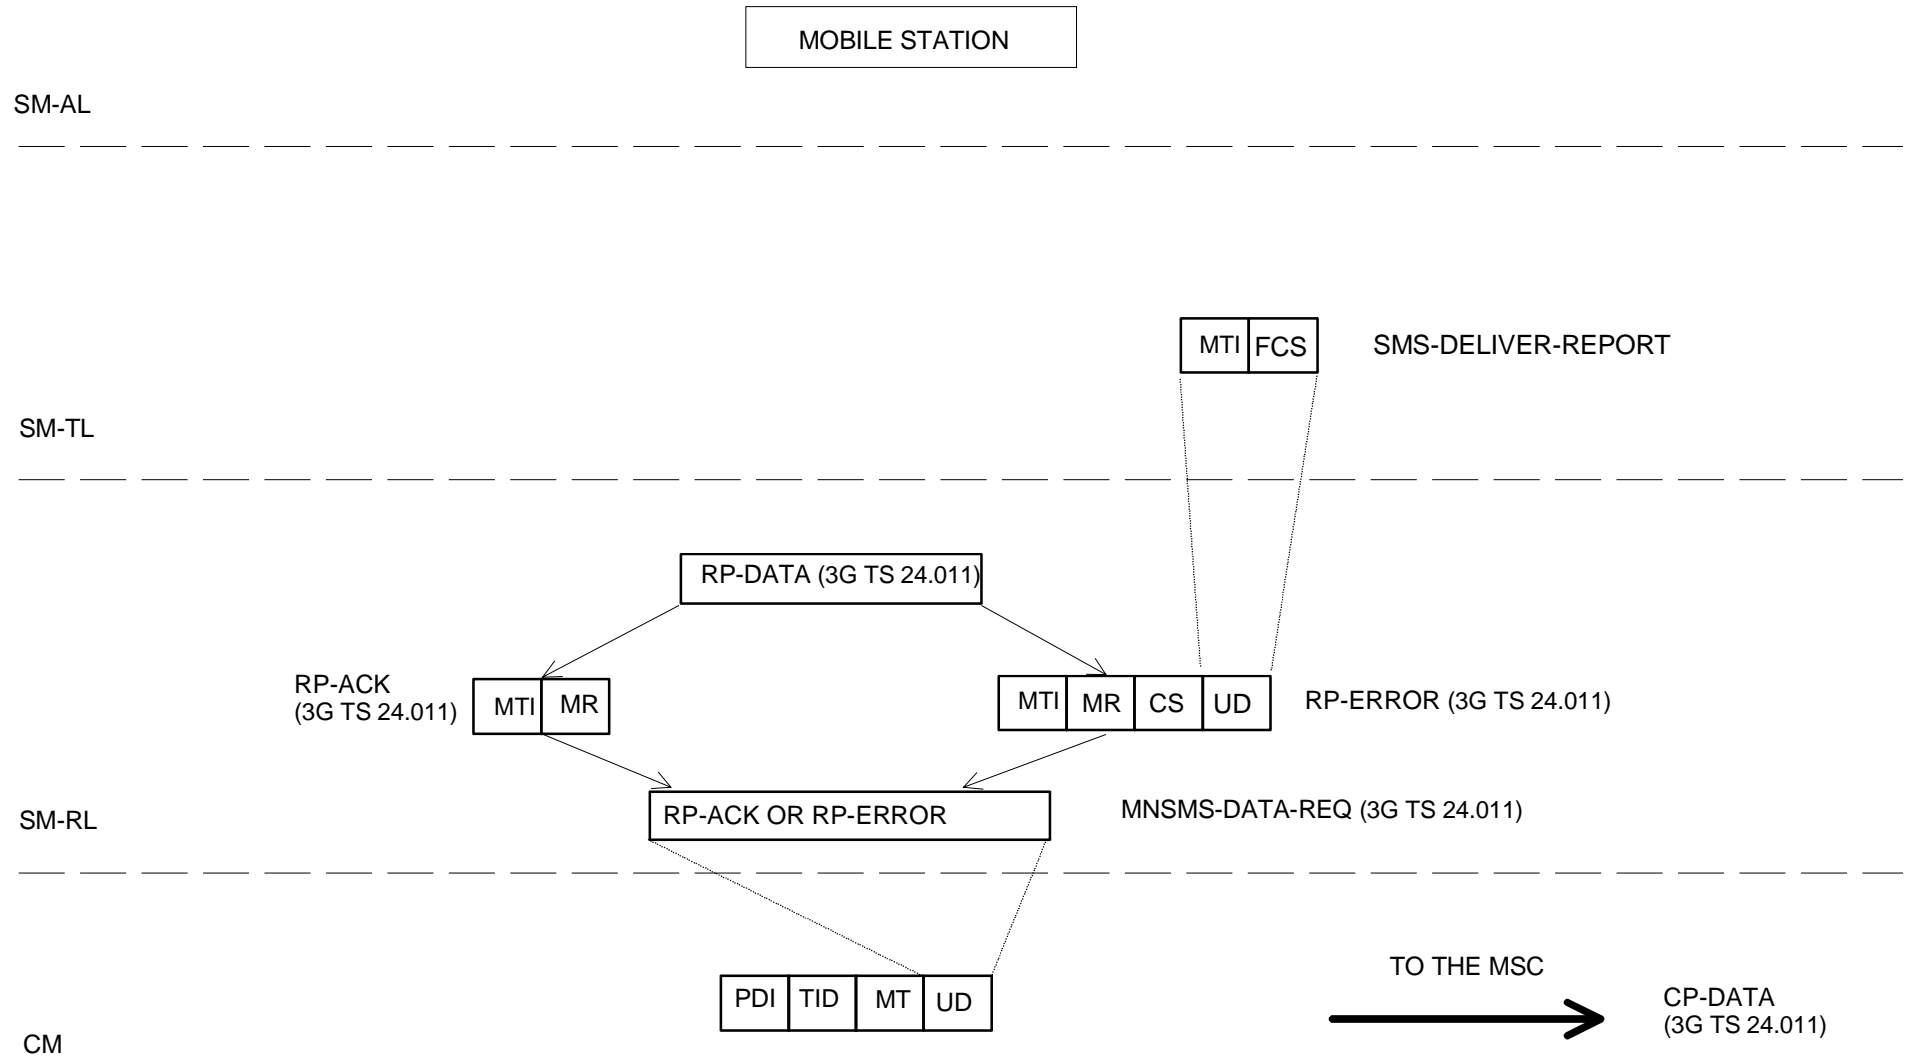 MOBILE STATION
SM-AL
MTI FCS SMS-DELIVER-REPORT
SM-TL
RP-DATA (3G TS 24.011)
RP-ACK
(3G TS 24.011)
MTI MR
MTI MR CS UD
RP-ERROR (3G TS 24.011)
RP-ACK OR RP-ERROR
MNSMS-DATA-REQ (3G TS 24.011)
SM-RL
TO THE MSC
PDI TID MT UD
CP-DATA
(3G TS 24.011)
CM